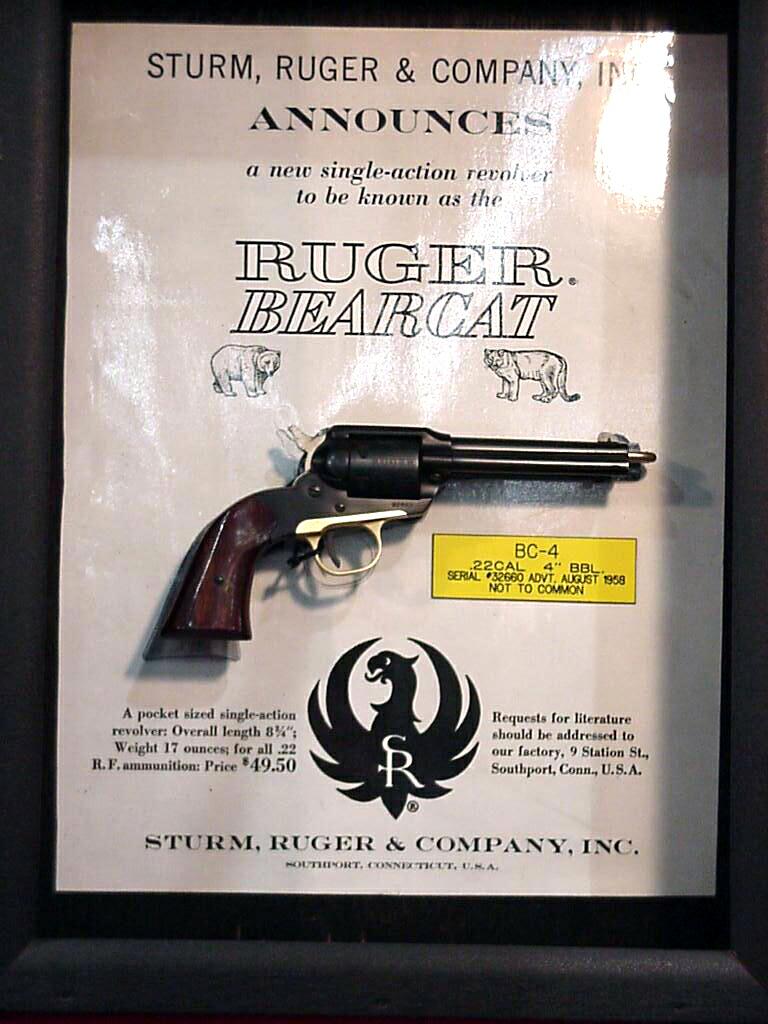 STURM, RUGER & COMPANY, IN
ANNOUNCES
a new single-action revolver
to be known as the
RUGER®
BEARCAT
BC-4
.22CAL 4" BBL.
SERIAL #32660 ADVT. AUGUST 1958
NOT TO COMMON
A pocket sized single-action
revolver: Overall length 8¾";
Weight 17 ounces; for all .22
R.F. ammunition: Price $49.50
SR
®
Requests for literature
should be addressed to
our factory, 9 Station St.,
Southport, Conn., U.S.A.
STURM, RUGER & COMPANY, INC.
SOUTHPORT, CONNECTICUT, U.S.A.